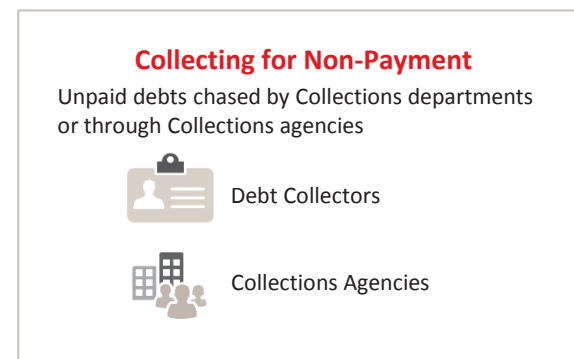 Collecting for Non-Payment
Unpaid debts chased by Collections departments
or through Collections agencies
Debt Collectors
Collections Agencies